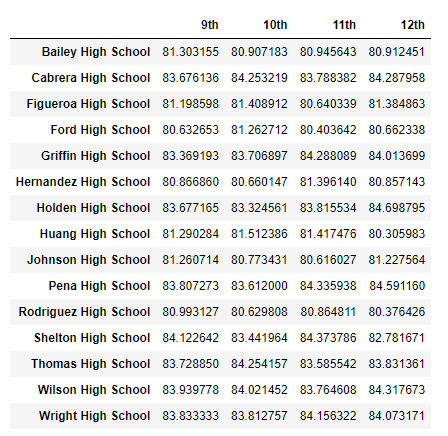 9th 10th 11th 12th
Bailey High School 81.303155 80.907183 80.945643 80.912451
Cabrera High School 83.676136 84.253219 83.788382 84.287958
Figueroa High School 81.198598 81.408912 80.640339 81.384863
Ford High School 80.632653 81.262712 80.403642 80.662338
Griffin High School 83.369193 83.706897 84.288089 84.013699
Hernandez High School 80.866860 80.660147 81.396140 80.857143
Holden High School 83.677165 83.324561 83.815534 84.698795
Huang High School 81.290284 81.512386 81.417476 80.305983
Johnson High School 81.260714 80.773431 80.616027 81.227564
Pena High School 83.807273 83.612000 84.335938 84.591160
Rodriguez High School 80.993127 80.629808 80.864811 80.376426
Shelton High School 84.122642 83.441964 84.373786 82.781671
Thomas High School 83.728850 84.254157 83.585542 83.831361
Wilson High School 83.939778 84.021452 83.764608 84.317673
Wright High School 83.833333 83.812757 84.156322 84.073171